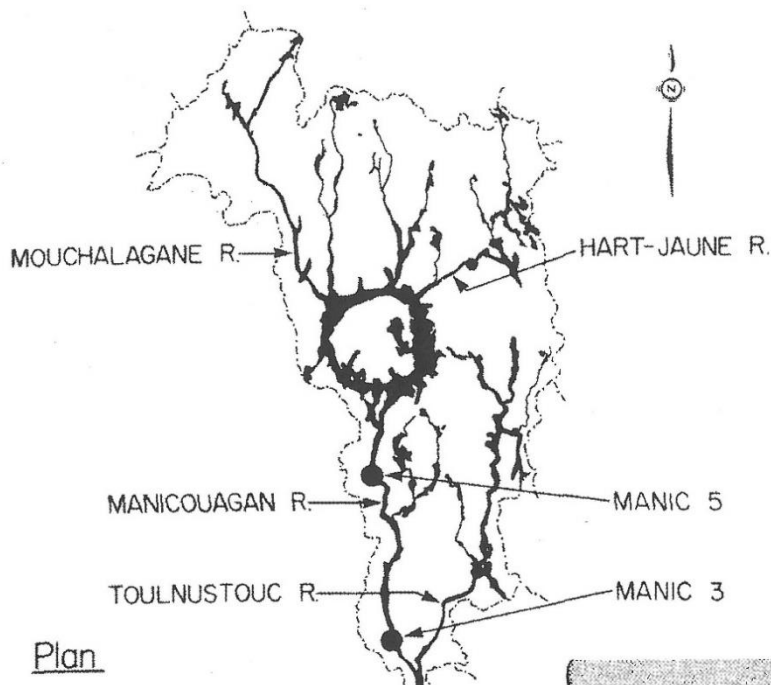 N
MOUCHALAGANE R.
HART-JAUNE R.
MANICOUAGAN R.
MANIC 5
TOULNUSTOUC R.
MANIC 3
Plan